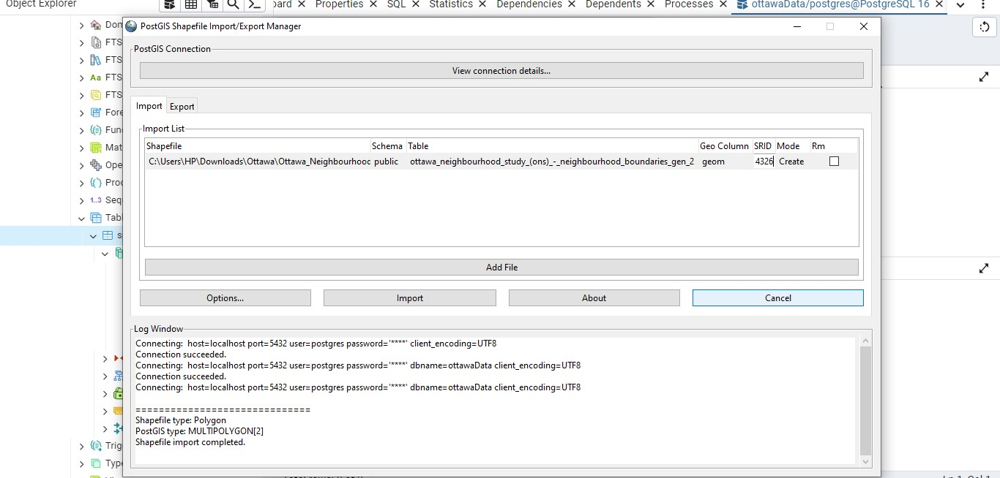 Object Explorer
Properties
SQL
Statistics
Dependencies
Dependents
Processes
ottawaData/postgres@PostgreSQL 16
PostGIS Shapefile Import/Export Manager
PostGIS Connection
View connection details...
Import
Export
Import List
Shapefile Schema Table Geo Column SRID Mode Rm
C:\Users\HP\Downloads\Ottawa\Ottawa_Neighbourhood public ottawa_neighbourhood_study_(ons)_-_neighbourhood_boundaries_gen_2 geom 4326 Create
Add File
Options...
Import
About
Cancel
Log Window
Connecting: host=localhost port=5432 user=postgres password='****' client_encoding=UTF8
Connection succeeded.
Connecting: host=localhost port=5432 user=postgres password='****' dbname=ottawaData client_encoding=UTF8
Connection succeeded.
Connecting: host=localhost port=5432 user=postgres password='****' dbname=ottawaData client_encoding=UTF8
==============================
Shapefile type: Polygon
PostGIS type: MULTIPOLYGON[2]
Shapefile import completed.
Dom
Aa FTS
FTS
FTS
FTS
Fore
Fun
Mat
Ope
Proc
1..3 Seq
Tabl
s
Trig
Type